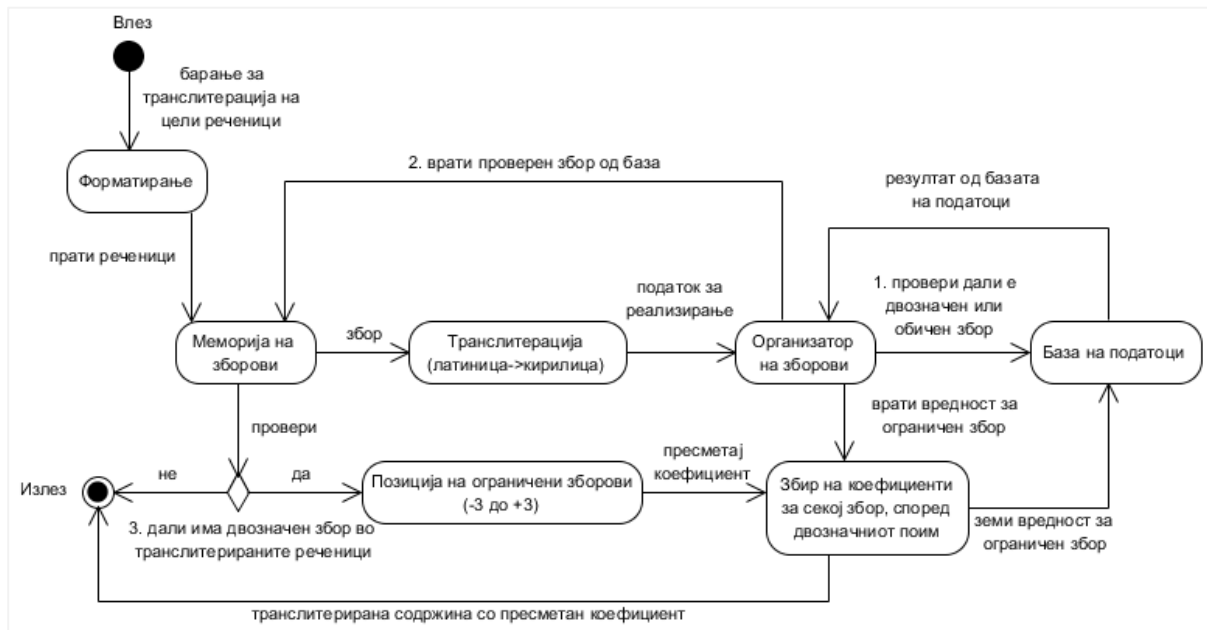 Влез
барање за
транслитерација на
цели реченици
Форматирање
2. врати проверен збор од база
резултат од базата
на податоци
прати реченици
податок за
реализирање
1. провери дали е
двозначен или
обичен збор
Меморија на
зборови
збор
Транслитерација
(латиница->кирилица)
Организатор
на зборови
База на податоци
провери
врати вредност за
ограничен збор
пресметај
коефициент
не
да
Излез
Позиција на ограничени зборови
(-3 до +3)
Збир на коефициенти
за секој збор, според
двозначниот поим
3. дали има двозначен збор во
транслитерираните реченици
земи вредност за
ограничен збор
транслитерирана содржина со пресметан коефициент